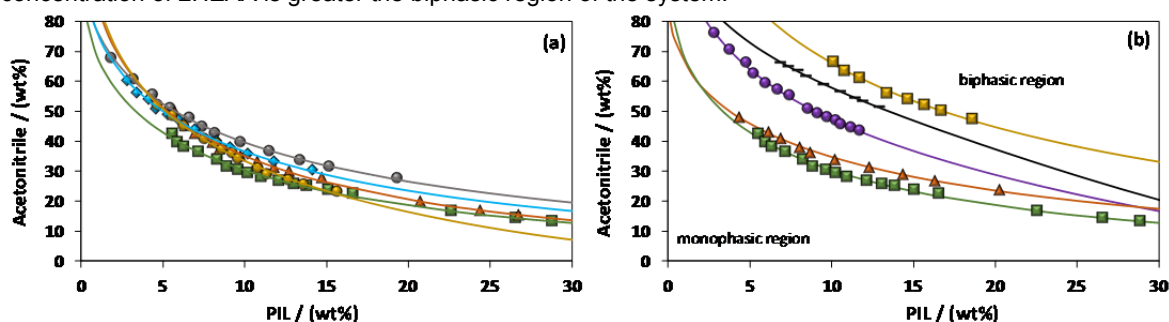 concentration of is greater the biphasic region of the system.
80
70
60
50
40
30
20
10
0
Acetonitrile / (wt%)
(a)
0 5 10 15 20 25 30
PIL / (wt%)
80
70
60
50
40
30
20
10
0
Acetonitrile / (wt%)
(b)
biphasic region
monophasic region
0 5 10 15 20 25 30
PIL / (wt%)